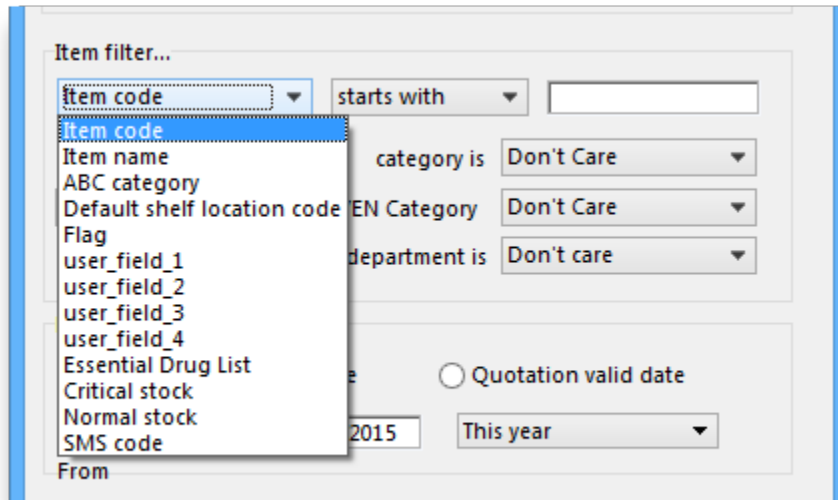 Item filter...
Item code starts with
Item code
Item name
ABC category
category is Don't Care
Default shelf location code
EN Category Don't Care
Flag
user_field_1
department is Don't care
user_field_2
user_field_3
user_field_4
Essential Drug List
Critical stock
e Quotation valid date
Normal stock
2015 This year
SMS code
From